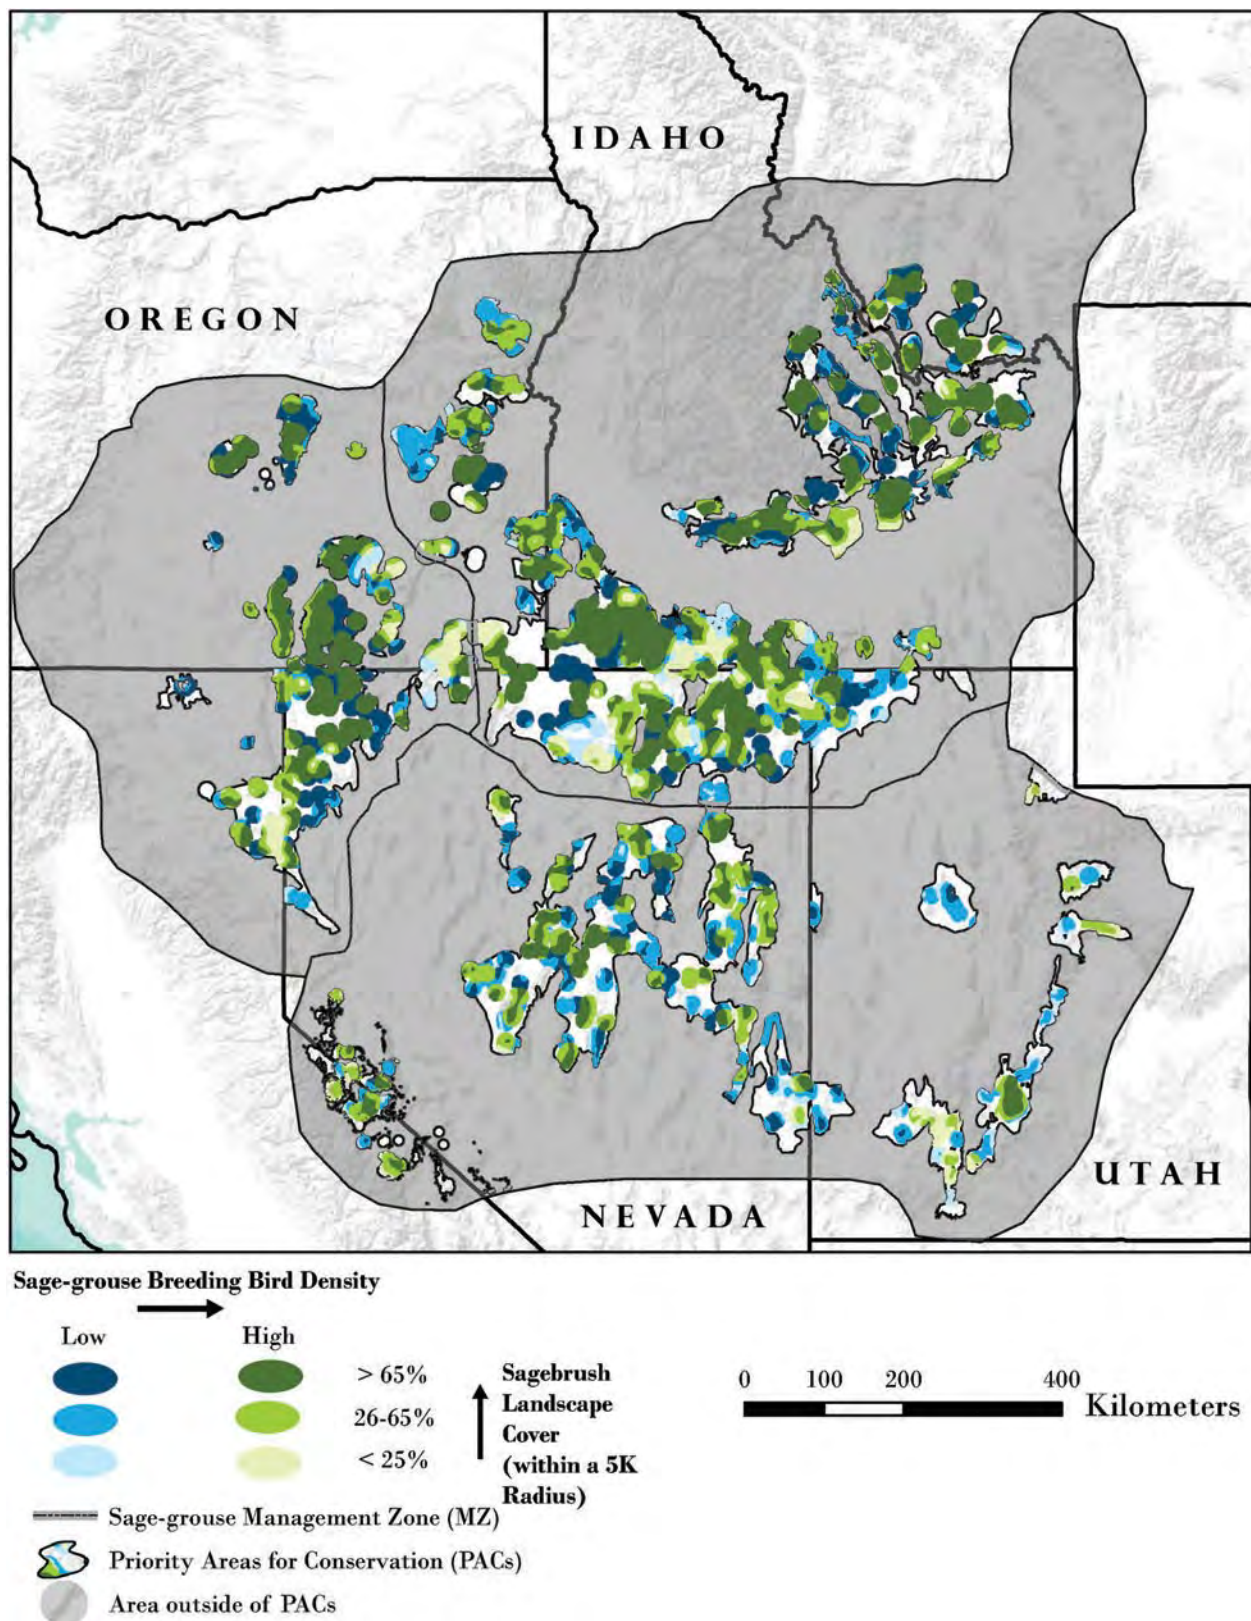 IDAHO
OREGON
UTAH
NEVADA
Sage-grouse Breeding Bird Density
Low High
> 65%
26-65%
< 25%
Sagebrush
Landscape
Cover
(within a 5K
Radius)
0 100 200 400
Kilometers
Sage-grouse Management Zone (MZ)
Priority Areas for Conservation (PACs)
Area outside of PACs